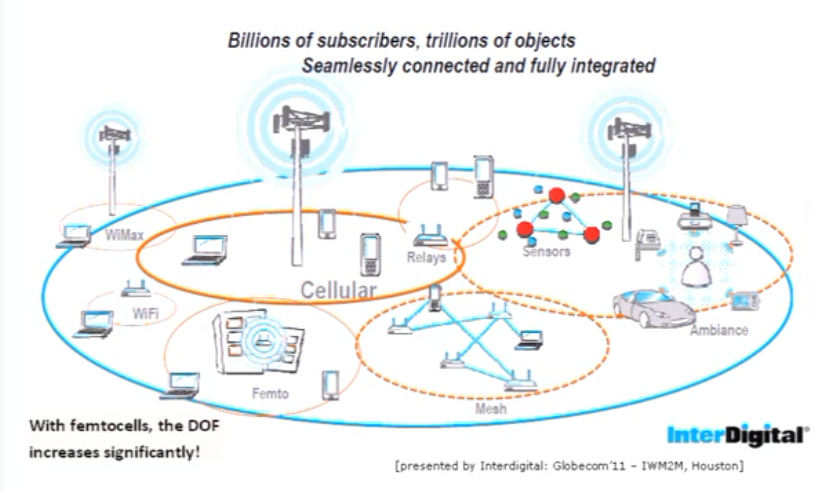 Billions of subscribers, trillions of objects
Seamlessly connected and fully integrated
WiMax
Relays
Sensors
Cellular
WiFi
Ambiance
Femto
Mesh
With femtocells, the DOF
increases significantly!
InterDigital®
[presented by Interdigital: Globecom'11 – IWM2M, Houston]